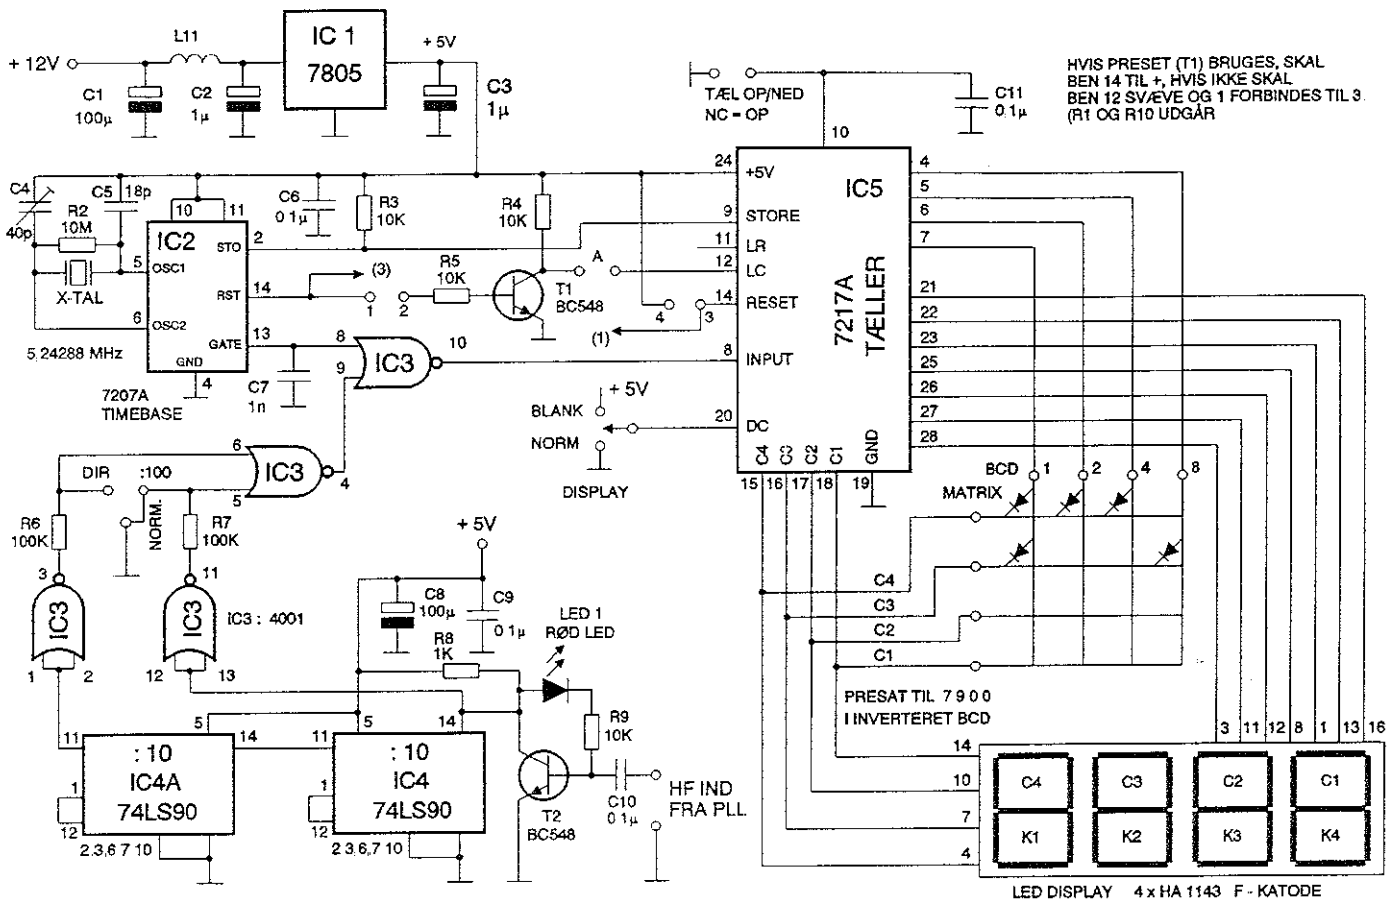 L11
IC 1
7805
+ 5V
+ 12V
C1
100µ
C2
1µ
C3
1µ
TÆL OP/NED
NC = OP
C11
0.1µ
10
HVIS PRESET (T1) BRUGES, SKAL
BEN 14 TIL +, HVIS IKKE SKAL
BEN 12 SVÆVE OG 1 FORBINDES TIL 3.
(R1 OG R10 UDGÅR
C4
40p
C5
18p
R2
10M
X-TAL
5,24288 MHz
10
11
IC2
STO
2
5
OSC1
RST
14
6
OSC2
GATE
13
GND
4
7207A
TIMEBASE
C6
0 1µ
R3
10K
R4
10K
(3)
1
2
R5
10K
T1
BC548
A
4
3
(1)
C7
1n
8
9
IC3
10
24
+5V
9
STORE
11
LR
12
LC
14
RESET
8
INPUT
20
DC
IC5
7217A
TÆLLER
C4
C3
C2
C1
GND
15
16
17
18
19
4
5
6
7
21
22
23
25
26
27
28
+ 5V
BLANK
NORM
DISPLAY
BCD
1
2
4
8
MATRIX
C4
C3
C2
C1
PRESAT TIL 7 9 0 0
I INVERTERET BCD
6
5
IC3
4
DIR
:100
NORM.
R6
100K
R7
100K
3
IC3
1
2
11
IC3
12
13
IC3 : 4001
+ 5V
C8
100µ
C9
0 1µ
R8
1K
LED 1
RØD LED
R9
10K
C10
0 1µ
T2
BC548
HF IND
FRA PLL
5
11
14
: 10
IC4A
74LS90
1
12
2.3,6,7 10
5
14
11
: 10
IC4
74LS90
1
12
2 3 6,7 10
3
11
12
8
1
13
16
14
10
7
4
C4
C3
C2
C1
K1
K2
K3
K4
LED DISPLAY 4 x HA 1143 F - KATODE